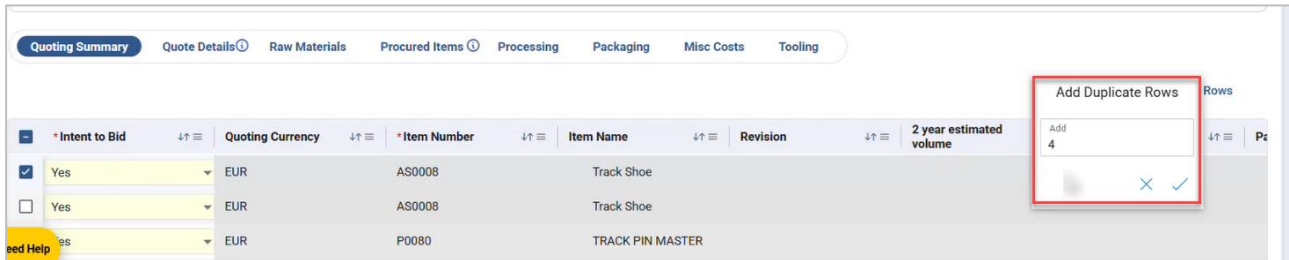 Quoting Summary Quote Details Raw Materials Procured Items Processing Packaging Misc Costs Tooling
Add Duplicate Rows Rows
*Intent to Bid Quoting Currency *Item Number Item Name Revision 2 year estimated volume Add 4
Yes EUR AS0008 Track Shoe
Yes EUR AS0008 Track Shoe
es EUR P0080 TRACK PIN MASTER
eed Help